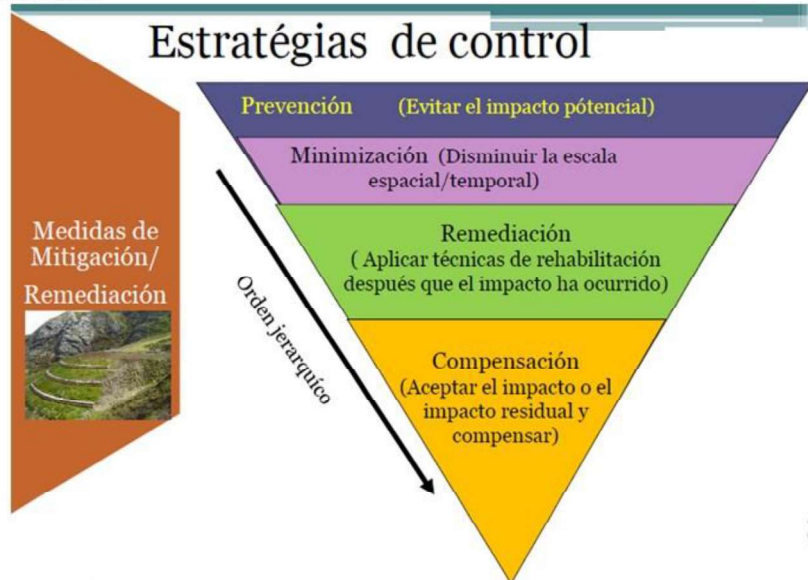 Estratégias de control
Medidas de
Mitigación/
Remediación
Prevención (Evitar el impacto pótencial)
Minimización (Disminuir la escala
espacial/temporal)
Remediación
( Aplicar técnicas de rehabilitación
después que el impacto ha ocurrido)
Compensación
(Aceptar el impacto o el
impacto residual y
compensar)
Orden jerarquíco